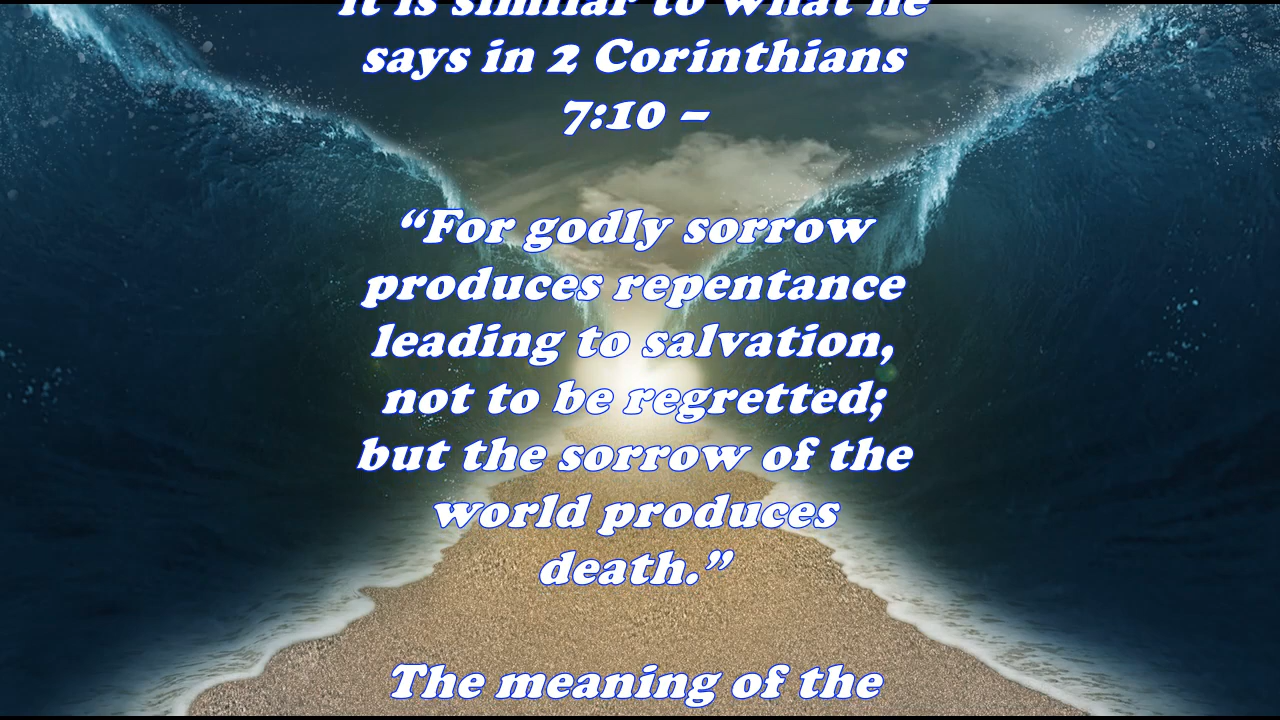 it is similar to what he
says in 2 Corinthians
7:10 –
“For godly sorrow
produces repentance
leading to salvation,
not to be regretted;
but the sorrow of the
world produces
death.”
The meaning of the